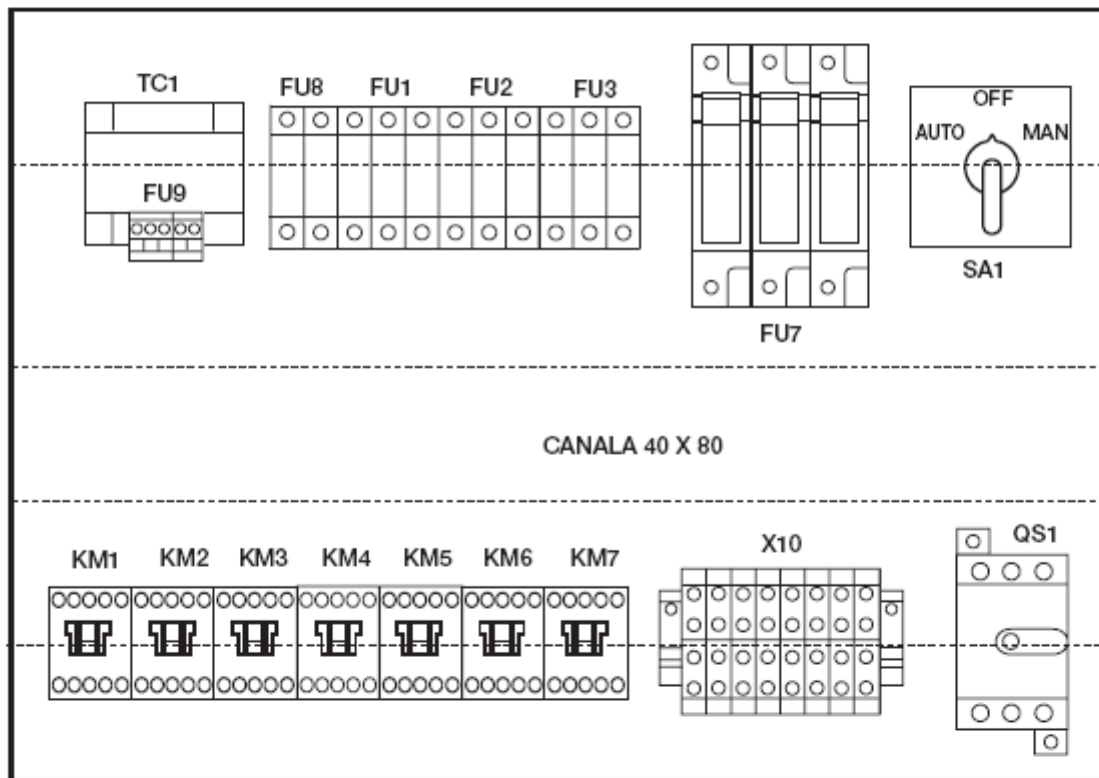 TC1
FU8 FU1 FU2 FU3
FU9
FU7
OFF
AUTO MAN
SA1
CANALA 40 X 80
KM1 KM2 KM3 KM4 KM5 KM6 KM7
X10
QS1